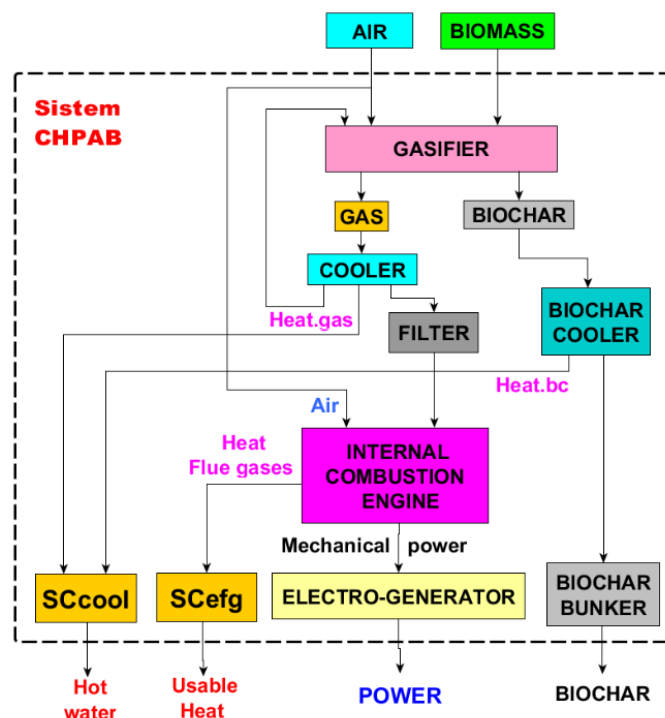 AIR
BIOMASS
Sistem
CHPAB
GASIFIER
GAS
BIOCHAR
COOLER
Heat.gas
FILTER
BIOCHAR
COOLER
Heat.bc
Air
Heat
Flue gases
INTERNAL
COMBUSTION
ENGINE
Mechanical power
SCcool
SCefg
ELECTRO-GENERATOR
BIOCHAR
BUNKER
Hot
water
Usable
Heat
POWER
BIOCHAR